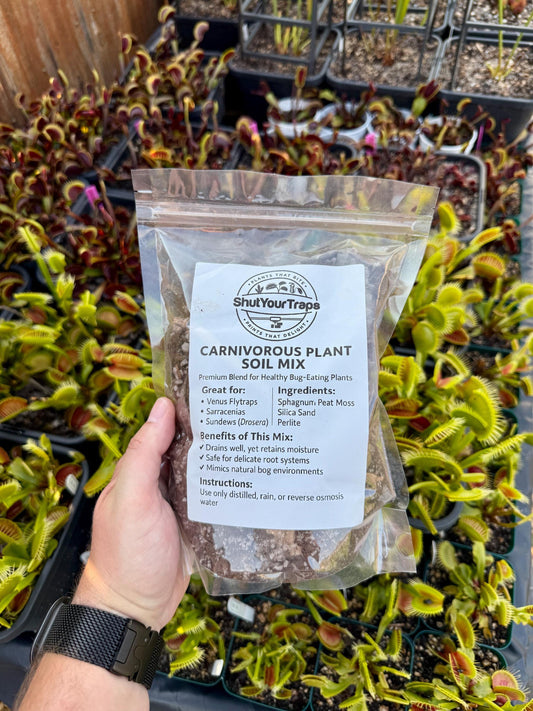 PLANTS THAT BITE
ShutYourTraps
PRINTS THAT DELIGHT
CARNIVOROUS PLANT
SOIL MIX
Premium Blend for Healthy Bug-Eating Plants
Great for:
• Venus Flytraps
• Sarracenias
• Sundews (Drosera)
Ingredients:
Sphagnum Peat Moss
Silica Sand
Perlite
Benefits of This Mix:
✓ Drains well, yet retains moisture
✓ Safe for delicate root systems
✓ Mimics natural bog environments
Instructions:
Use only distilled, rain, or reverse osmosis
water